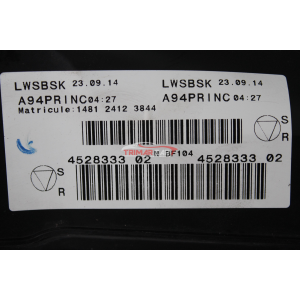 LWSBSK 23.09.14 LWSBSK 23.09.14
A94PRINC 04:27 A94PRINC 04:27
Matricule:1481 2412 3844
S
R
BF104
4528333 02 4528333 02
S
R